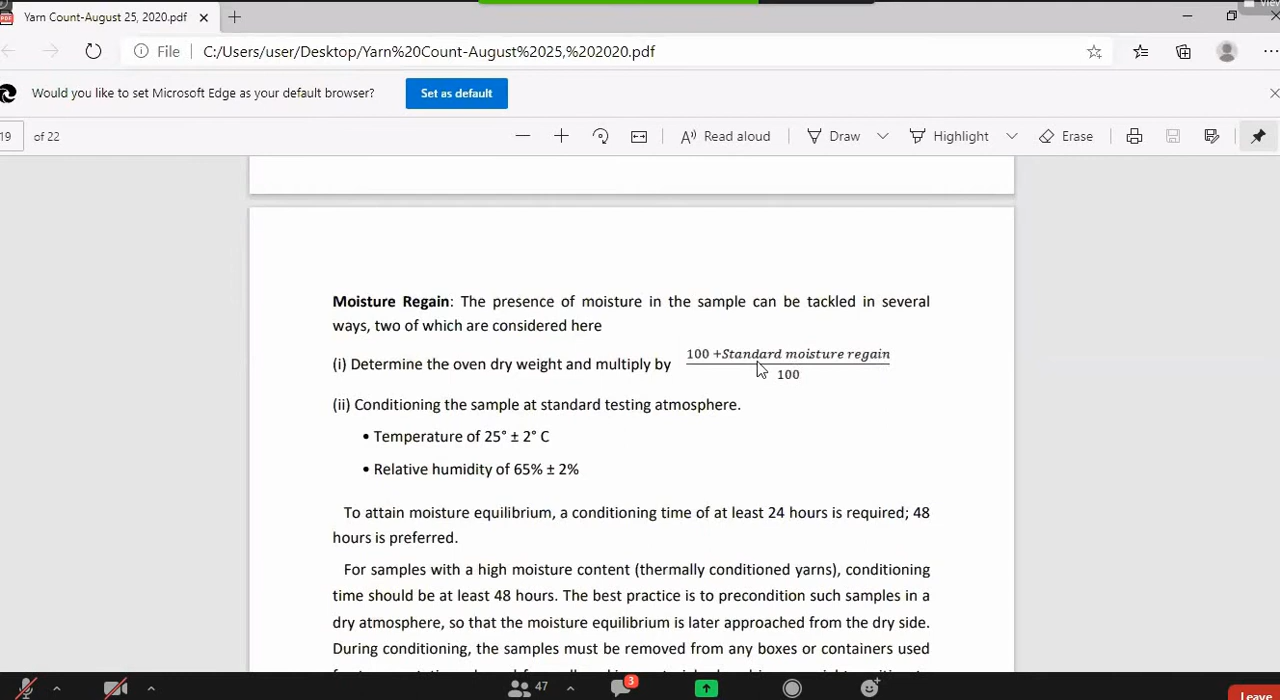 Yarn Count-August 25, 2020.pdf
File C:/Users/user/Desktop/Yarn%20Count-August%2025,%202020.pdf
Would you like to set Microsoft Edge as your default browser? Set as default
19 of 22 Read aloud Draw Highlight Erase
Moisture Regain: The presence of moisture in the sample can be tackled in several
ways, two of which are considered here
(i) Determine the oven dry weight and multiply by 100 +Standard moisture regain
100
(ii) Conditioning the sample at standard testing atmosphere.
• Temperature of 25° ± 2° C
• Relative humidity of 65% ± 2%
To attain moisture equilibrium, a conditioning time of at least 24 hours is required; 48
hours is preferred.
For samples with a high moisture content (thermally conditioned yarns), conditioning
time should be at least 48 hours. The best practice is to precondition such samples in a
dry atmosphere, so that the moisture equilibrium is later approached from the dry side.
During conditioning, the samples must be removed from any boxes or containers used
47 3 Leave